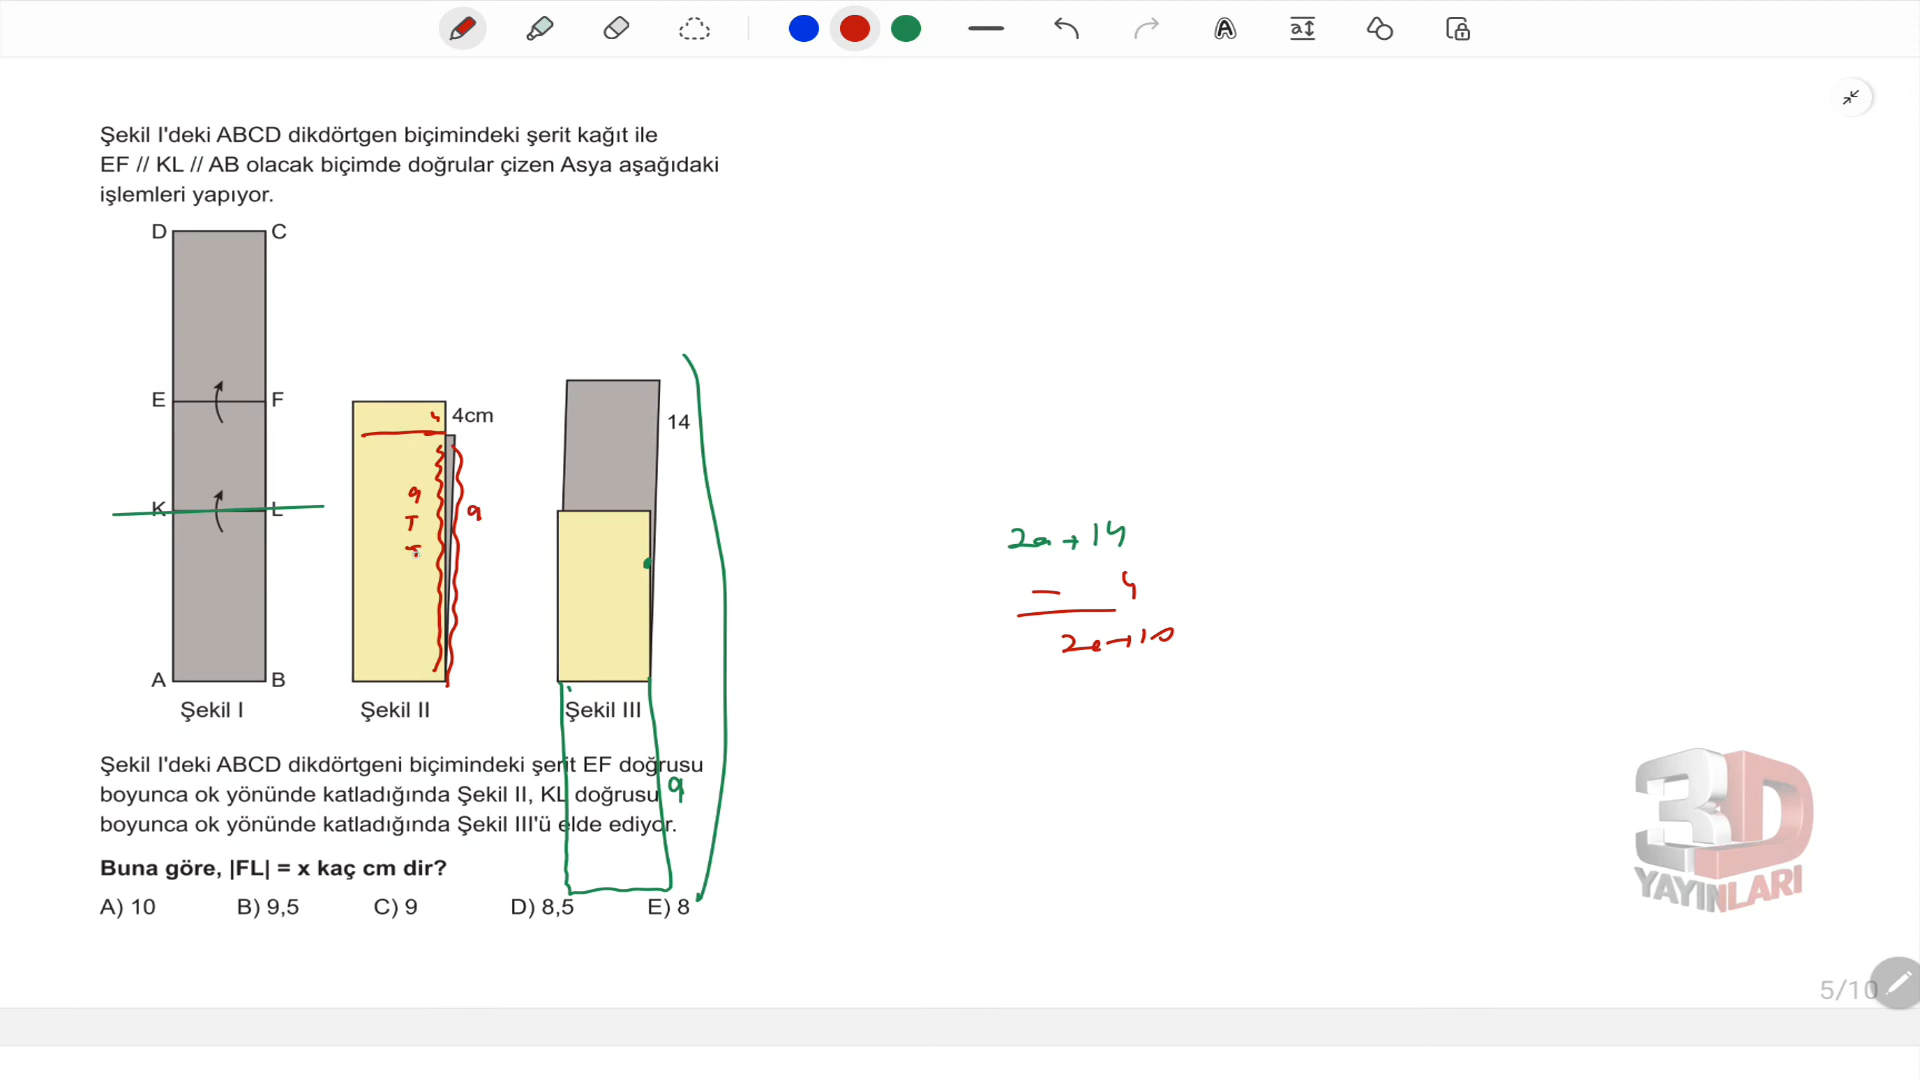 Şekil I'deki ABCD dikdörtgen biçimindeki şerit kağıt ile
EF // KL // AB olacak biçimde doğrular çizen Asya aşağıdaki
işlemleri yapıyor.
D C
E F
K L
A B
Şekil I
4
4cm
a
a
Şekil II
14
Şekil III
a
2a+14
- 4
2a+10
Şekil I'deki ABCD dikdörtgeni biçimindeki şerit EF doğrusu
boyunca ok yönünde katladığında Şekil II, KL doğrusu
boyunca ok yönünde katladığında Şekil III'ü elde ediyor.
Buna göre, |FL| = x kaç cm dir?
A) 10 B) 9,5 C) 9 D) 8,5 E) 8
3D
YAYINLARI
5/10